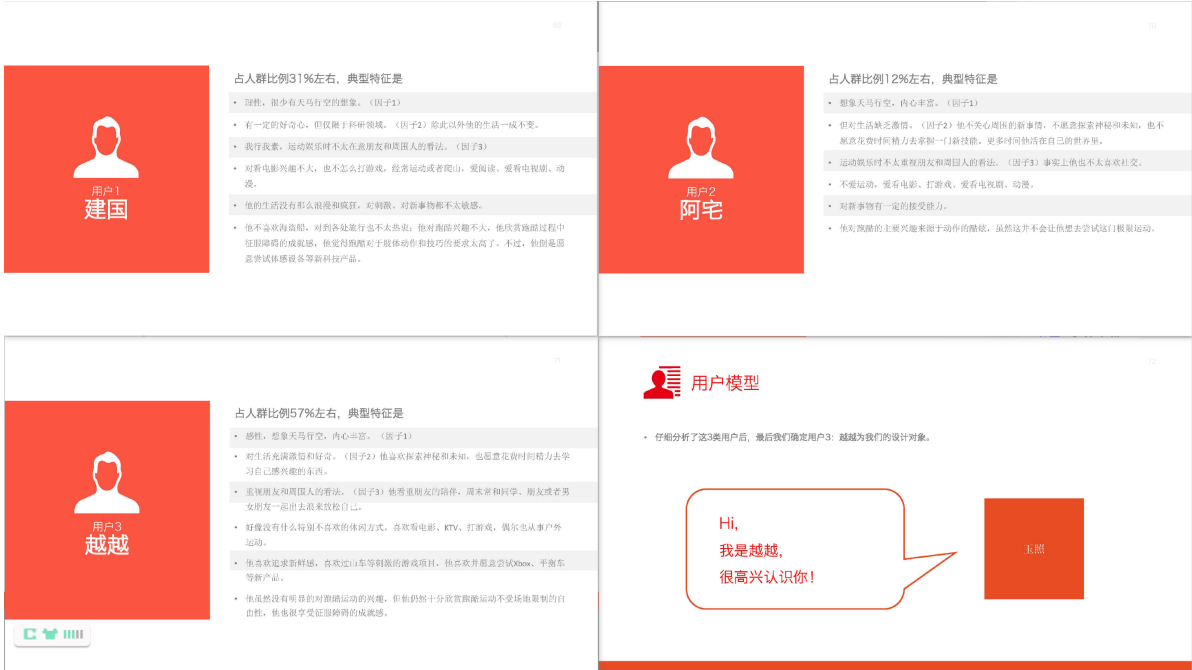 69
占人群比例31%左右，典型特征是
• 理性，很少有天马行空的想象。（因子1）
• 有一定的好奇心，但仅限于科研领域。（因子2）除此以外他的生活一成不变。
• 我行我素。运动娱乐时不太在意朋友和周围人的看法。（因子3）
• 对看电影兴趣不大，也不怎么打游戏，经常运动或者爬山，爱阅读、爱看电视剧、动
漫。
• 他的生活没有那么浪漫和疯狂，对刺激、对新事物都不太敏感。
• 他不喜欢海盗船，对到各处旅行也不太热衷；他对跑酷兴趣不大，他欣赏跑酷过程中
征服障碍的成就感，他觉得跑酷对于肢体动作和技巧的要求太高了。不过，他倒是愿
意尝试体感设备等新科技产品。
用户1
建国
70
占人群比例12%左右，典型特征是
• 想象天马行空，内心丰富。（因子1）
• 但对生活缺乏激情。（因子2）他不关心周围的新事情，不愿意探索神秘和未知，也不
愿意花费时间精力去掌握一门新技能。更多时间他活在自己的世界里。
• 运动娱乐时不太重视朋友和周围人的看法。（因子3）事实上他也不太喜欢社交。
• 不爱运动，爱看电影、打游戏、爱看电视剧、动漫。
• 对新事物有一定的接受能力。
• 他对跑酷的主要兴趣来源于动作的酷炫，虽然这并不会让他想去尝试这门极限运动。
用户2
阿宅
71
占人群比例57%左右，典型特征是
• 感性，想象天马行空，内心丰富。（因子1）
• 对生活充满激情和好奇。（因子2）他喜欢探索神秘和未知，也愿意花费时间精力去学
习自己感兴趣的东西。
• 重视朋友和周围人的看法。（因子3）他看重朋友的陪伴，周末常和同学、朋友或者男
女朋友一起出去浪来放松自己。
• 好像没有什么特别不喜欢的休闲方式。喜欢看电影、KTV、打游戏，偶尔也从事户外
运动。
• 他喜欢追求新鲜感，喜欢过山车等刺激的游戏项目，他喜欢并愿意尝试Xbox、平衡车
等新产品。
• 他虽然没有明显的对跑酷运动的兴趣，但他仍然十分欣赏跑酷运动不受场地限制的自
由性，他也很享受征服障碍的成就感。
用户3
越越
72
用户模型
• 仔细分析了这3类用户后，最后我们确定用户3：越越为我们的设计对象。
Hi,
我是越越,
很高兴认识你！
玉照